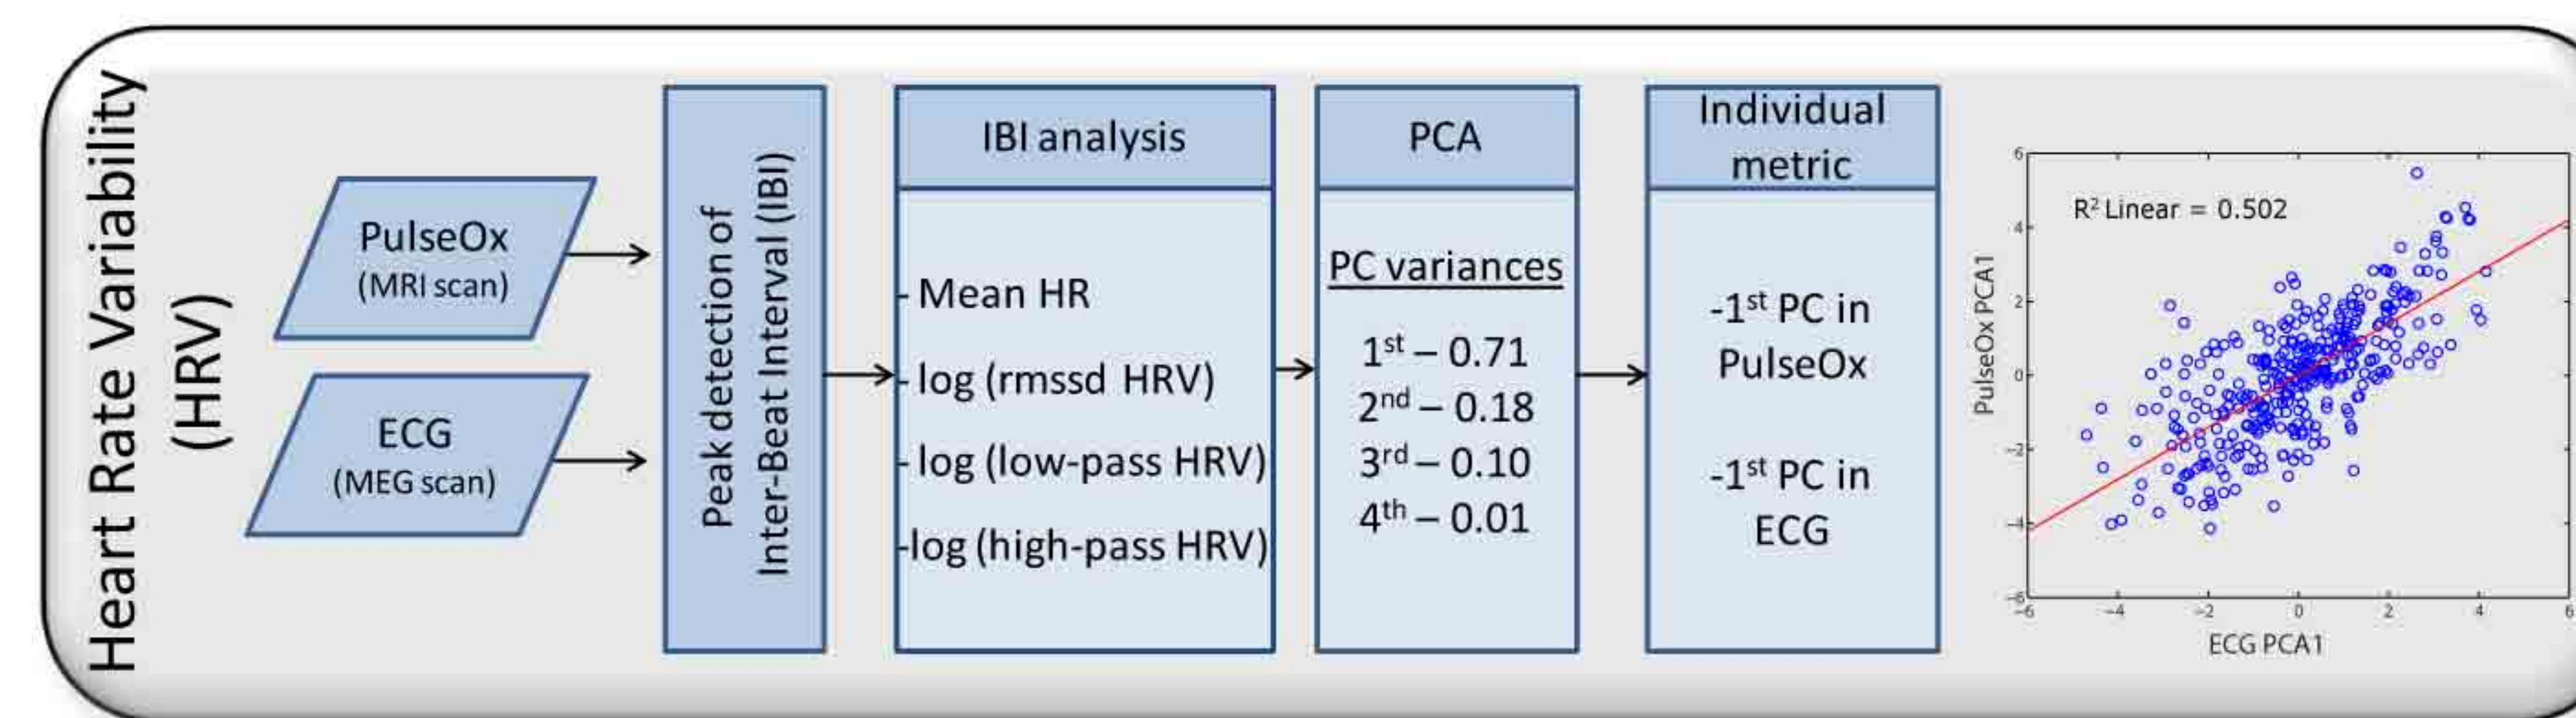 Heart Rate Variability
(HRV)
PulseOx
(MRI scan)
ECG
(MEG scan)
Peak detection of
Inter-Beat Interval (IBI)
IBI analysis
- Mean HR
- log (rmssd HRV)
- log (low-pass HRV)
-log (high-pass HRV)
PCA
PC variances
1st – 0.71
2nd – 0.18
3rd – 0.10
4th – 0.01
Individual
metric
-1st PC in
PulseOx
-1st PC in
ECG
R² Linear = 0.502
PulseOx PCA1
6
4
2
0
−2
−4
−6
−6 −4 −2 0 2 4 6
ECG PCA1